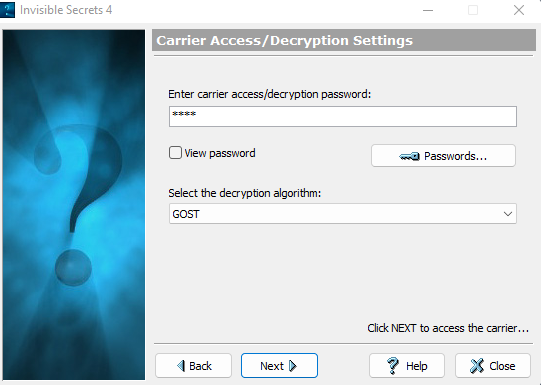 Invisible Secrets 4
Carrier Access/Decryption Settings
Enter carrier access/decryption password:
****
View password
Passwords...
Select the decryption algorithm:
GOST
Click NEXT to access the carrier...
Back
Next
Help
Close